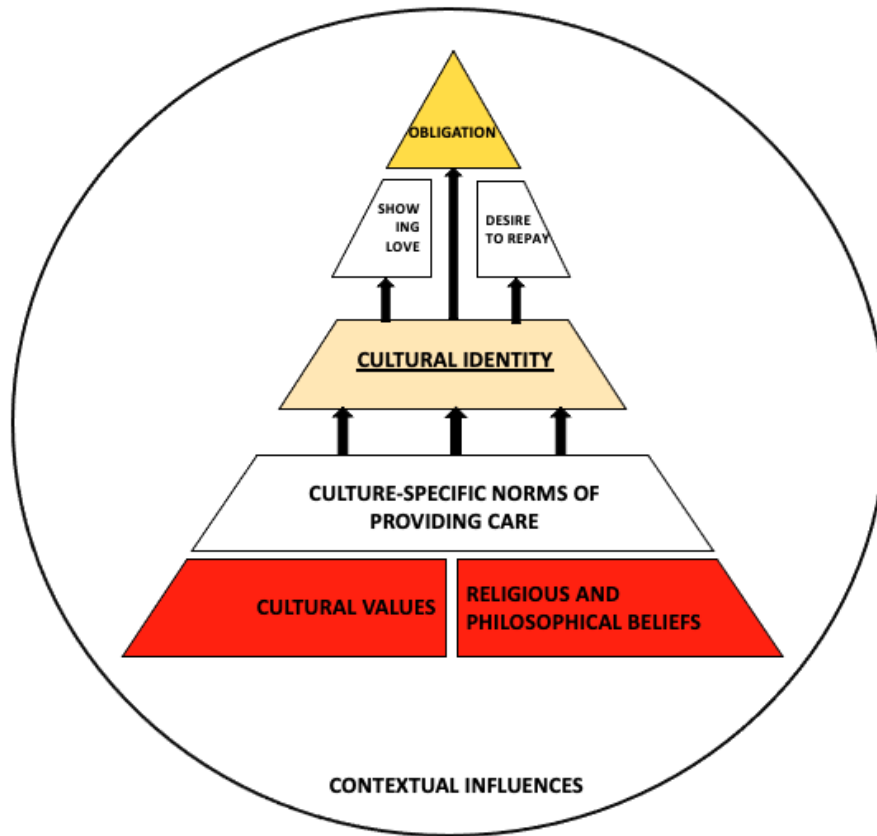 OBLIGATION
SHOW
ING
LOVE
DESIRE
TO REPAY
CULTURAL IDENTITY
CULTURE-SPECIFIC NORMS OF
PROVIDING CARE
CULTURAL VALUES
RELIGIOUS AND
PHILOSOPHICAL BELIEFS
CONTEXTUAL INFLUENCES